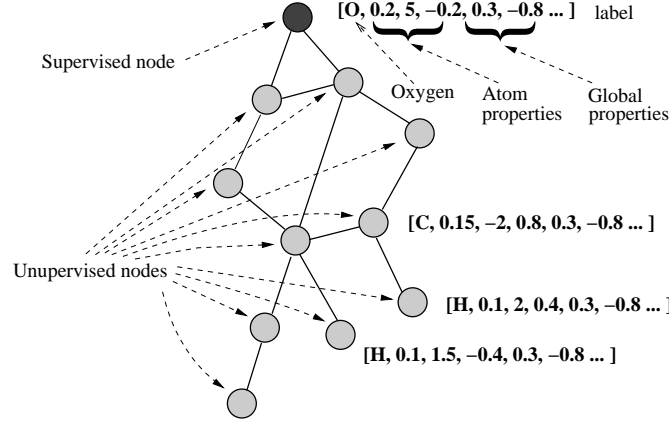 [O, 0.2, 5, −0.2, 0.3, −0.8 ... ] label
Supervised node
Oxygen
Atom
properties
Global
properties
[C, 0.15, −2, 0.8, 0.3, −0.8 ... ]
Unupervised nodes
[H, 0.1, 2, 0.4, 0.3, −0.8 ... ]
[H, 0.1, 1.5, −0.4, 0.3, −0.8 ... ]